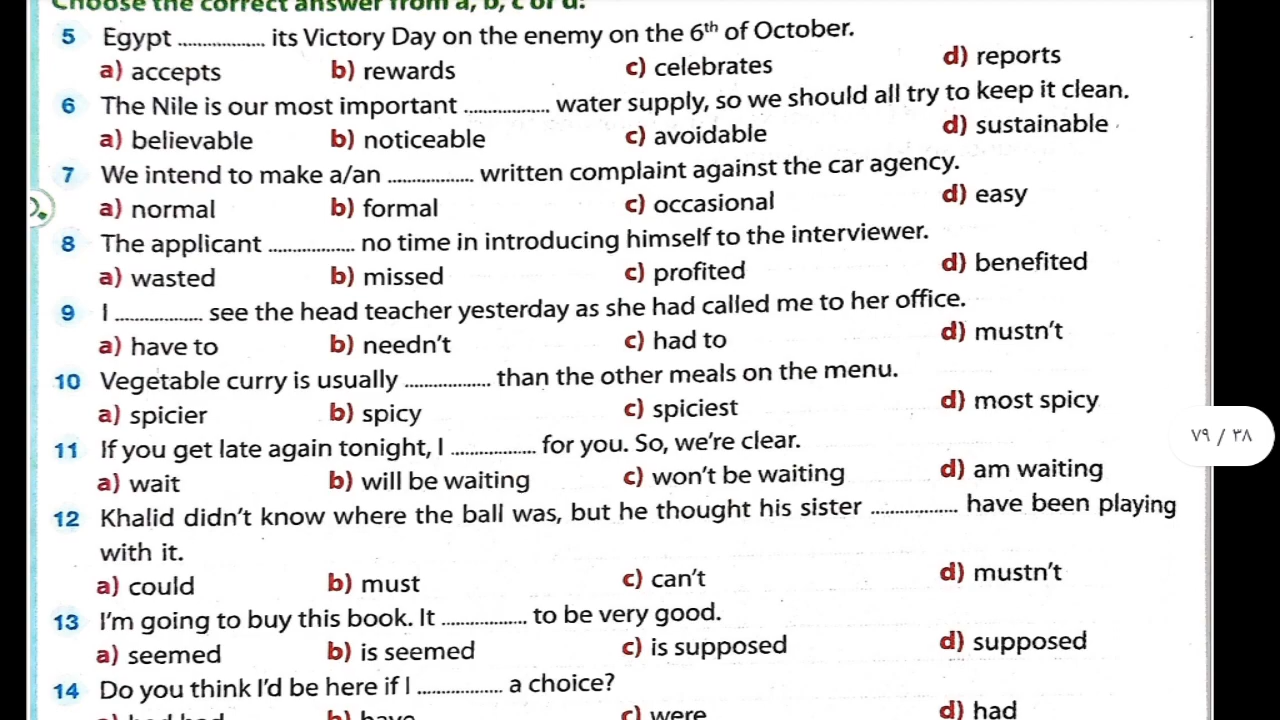 Choose the correct answer from a, b, c or d:
5 Egypt ................. its Victory Day on the enemy on the 6th of October.
a) accepts b) rewards c) celebrates d) reports
6 The Nile is our most important ................. water supply, so we should all try to keep it clean.
a) believable b) noticeable c) avoidable d) sustainable
7 We intend to make a/an ................. written complaint against the car agency.
a) normal b) formal c) occasional d) easy
8 The applicant ................. no time in introducing himself to the interviewer.
a) wasted b) missed c) profited d) benefited
9 I ................. see the head teacher yesterday as she had called me to her office.
a) have to b) needn't c) had to d) mustn't
10 Vegetable curry is usually ................. than the other meals on the menu.
a) spicier b) spicy c) spiciest d) most spicy
٧٩ / ٣٨
11 If you get late again tonight, I ................. for you. So, we're clear.
a) wait b) will be waiting c) won't be waiting d) am waiting
12 Khalid didn't know where the ball was, but he thought his sister ................. have been playing
with it.
a) could b) must c) can't d) mustn't
13 I'm going to buy this book. It ................. to be very good.
a) seemed b) is seemed c) is supposed d) supposed
14 Do you think I'd be here if I ................. a choice?
a) had had b) have c) were d) had